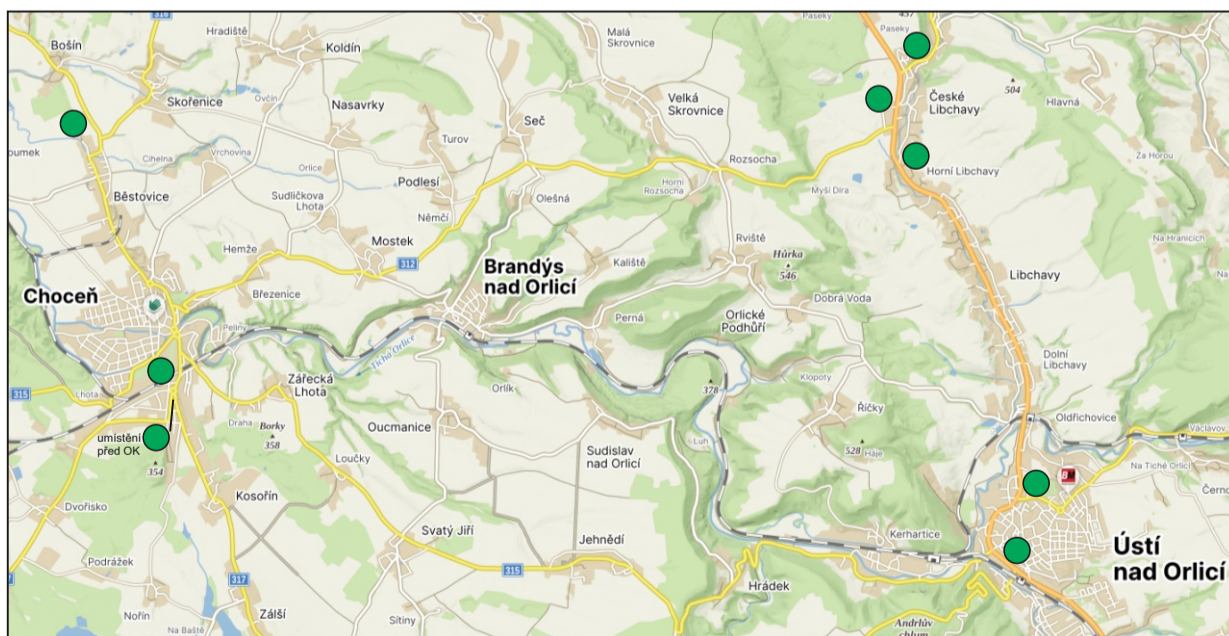 316
Hradiště
Koldín
Bošín
Malá
Skrovnice
Paseky
Paseky
457
České
Libchavy
504
Hlavná
Skořenice
Ovčín
Nasavrky
Seč
Velká
Skrovnice
Turov
Cihelna
Vrchovina
Orlice
Rozsocha
Za Horou
Horní Libchavy
Běstovice
Sudličkova
Lhota
Podlesí
Olešná
Horní
Rozsocha
Myší Díra
Němčí
Hemže
Mostek
312
Rviště
Na Hranicích
Brandýs
nad Orlicí
Kaliště
Hůrka
546
Libchavy
Choceň
Březenice
Dobrá Voda
Peliny
Perná
Orlické
Podhůří
Tichá Orlice
Dolní
Libchavy
315
Lhota
Zářecká
Lhota
Orlík
378
Klopoty
Říčky
Oldřichovice
Václavov
umístění
před OK
Draha
Borky
358
Oucmanice
Luh
528
Háje
354
Loučky
Sudislav
nad Orlicí
Na Tiché Orlici
Dvořisko
Kosořín
Svatý Jiří
Jehnědí
Kerhartice
Ústí
nad Orlicí
Podrážek
317
315
Hrádek
Nořín
Zálší
Sítiny
Na Baště
Andrlův
chlum